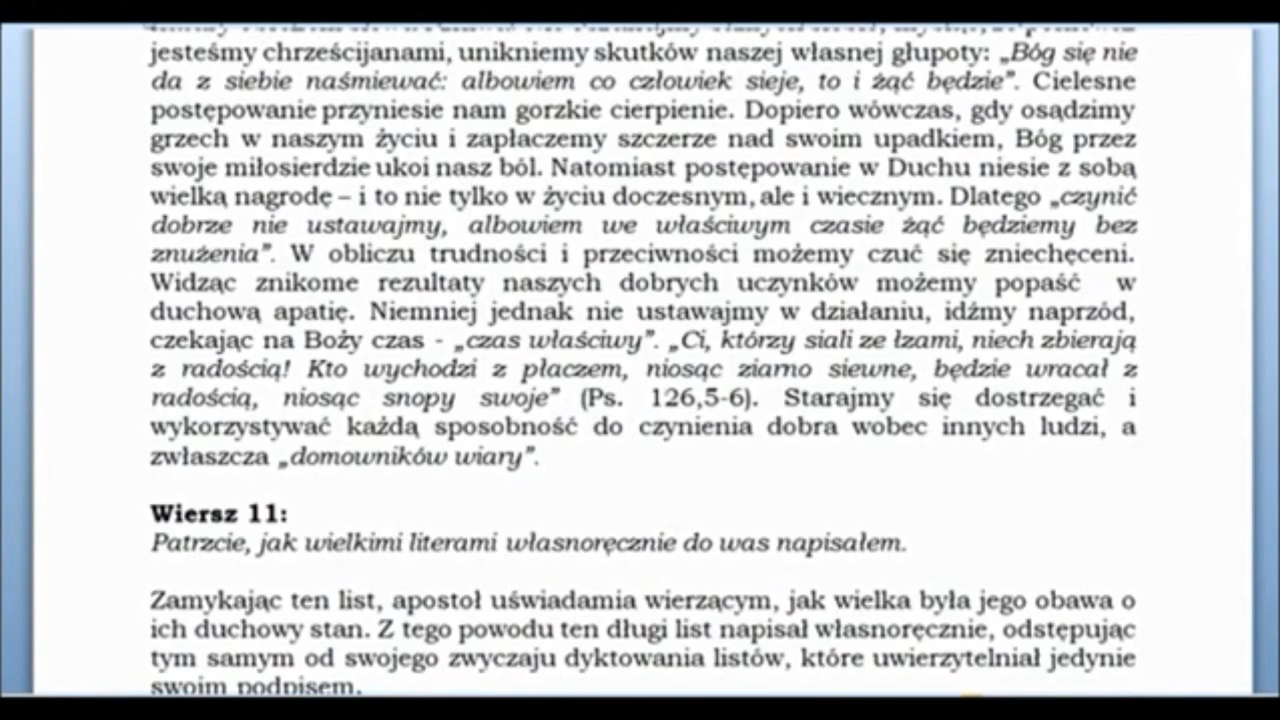 jesteśmy chrześcijanami, unikniemy skutków naszej własnej głupoty: „Bóg się nie
da z siebie naśmiewać: albowiem co człowiek sieje, to i żąć będzie”. Cielesne
postępowanie przyniesie nam gorzkie cierpienie. Dopiero wówczas, gdy osądzimy
grzech w naszym życiu i zapłaczemy szczerze nad swoim upadkiem, Bóg przez
swoje miłosierdzie ukoi nasz ból. Natomiast postępowanie w Duchu niesie z sobą
wielką nagrodę – i to nie tylko w życiu doczesnym, ale i wiecznym. Dlatego „czynić
dobrze nie ustawajmy, albowiem we właściwym czasie żąć będziemy bez
znużenia”. W obliczu trudności i przeciwności możemy czuć się zniechęceni.
Widząc znikome rezultaty naszych dobrych uczynków możemy popaść w
duchową apatię. Niemniej jednak nie ustawajmy w działaniu, idźmy naprzód,
czekając na Boży czas - „czas właściwy”. „Ci, którzy siali ze łzami, niech zbierają
z radością! Kto wychodzi z płaczem, niosąc ziarno siewne, będzie wracał z
radością, niosąc snopy swoje” (Ps. 126,5-6). Starajmy się dostrzegać i
wykorzystywać każdą sposobność do czynienia dobra wobec innych ludzi, a
zwłaszcza „domowników wiary”.
Wiersz 11:
Patrzcie, jak wielkimi literami własnoręcznie do was napisałem.
Zamykając ten list, apostoł uświadamia wierzącym, jak wielka była jego obawa o
ich duchowy stan. Z tego powodu ten długi list napisał własnoręcznie, odstępując
tym samym od swojego zwyczaju dyktowania listów, które uwierzytelniał jedynie
swoim podpisem.